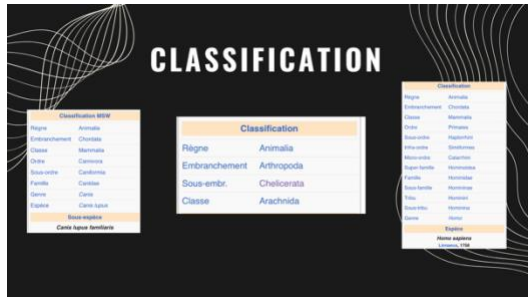 CLASSIFICATION
Classification MSW
Règne Animalia
Embranchement Chordata
Classe Mammalia
Ordre Carnivora
Sous-ordre Caniformia
Famille Canidae
Genre Canis
Espèce Canis lupus
Sous-espèce
Canis lupus familiaris
Classification
Règne Animalia
Embranchement Arthropoda
Sous-embr. Chelicerata
Classe Arachnida
Classification
Règne Animalia
Embranchement Chordata
Classe Mammalia
Ordre Primates
Sous-ordre Haplorrhini
Infra-ordre Simiiformes
Micro-ordre Catarrhini
Super-famille Hominoidea
Famille Hominidae
Sous-famille Homininae
Tribu Hominini
Sous-tribu Hominina
Genre Homo
Espèce
Homo sapiens
Linnaeus, 1758